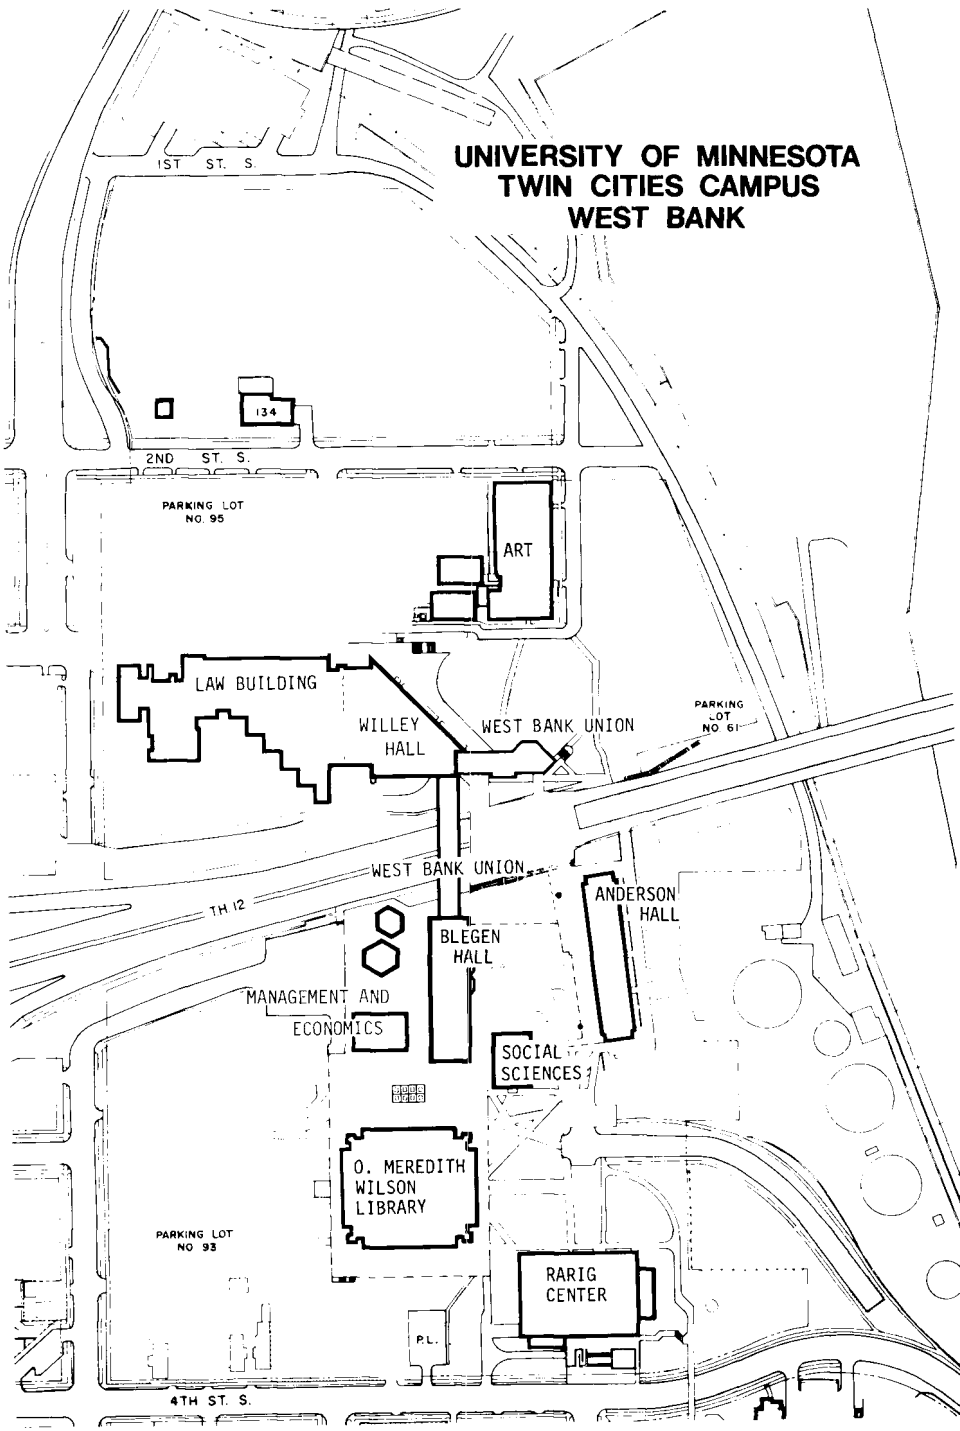 UNIVERSITY OF MINNESOTA
TWIN CITIES CAMPUS
WEST BANK
1ST ST. S.
134
2ND ST. S.
PARKING LOT
NO. 95
ART
LAW BUILDING
WILLEY
HALL
WEST BANK UNION
PARKING
LOT
NO. 61
WEST BANK UNION
TH 12
ANDERSON
HALL
BLEGEN
HALL
MANAGEMENT AND
ECONOMICS
SOCIAL
SCIENCES
O. MEREDITH
WILSON
LIBRARY
PARKING LOT
NO 93
RARIG
CENTER
P.L.
4TH ST. S.